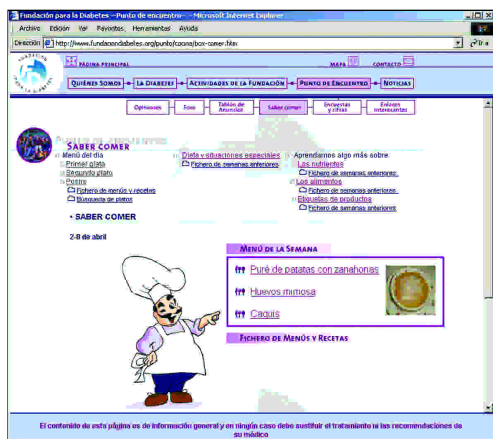 Fundación para la Diabetes --Punto de encuentro-- - Microsoft Internet Explorer
Archivo Edición Ver Favoritos Herramientas Ayuda
Dirección http://www.fundaciondiabetes.org/punto/cocina/box-comer.htm Ir a
PÁGINA PRINCIPAL MAPA CONTACTO
QUIÉNES SOMOS LA DIABETES ACTIVIDADES DE LA FUNDACIÓN PUNTO DE ENCUENTRO NOTICIAS
Opiniones Foro Tablón de Anuncios Saber comer Encuestas y cifras Enlaces interesantes
PUNTO DE ENCUENTRO
SABER COMER
Menú del día
Primer plato
Segundo plato
Postre
Fichero de menús y recetas
Búsqueda de platos
Dieta y situaciones especiales
Fichero de semanas anteriores
Aprendamos algo más sobre:
Los nutrientes
Fichero de semanas anteriores
Los alimentos
Fichero de semanas anteriores
Etiquetas de productos
Fichero de semanas anteriores
• SABER COMER
2-8 de abril
MENÚ DE LA SEMANA
Puré de patatas con zanahorias
Huevos mimosa
Caquis
FICHERO DE MENÚS Y RECETAS
El contenido de esta página es de información general y en ningún caso debe sustituir el tratamiento ni las recomendaciones de
su médico